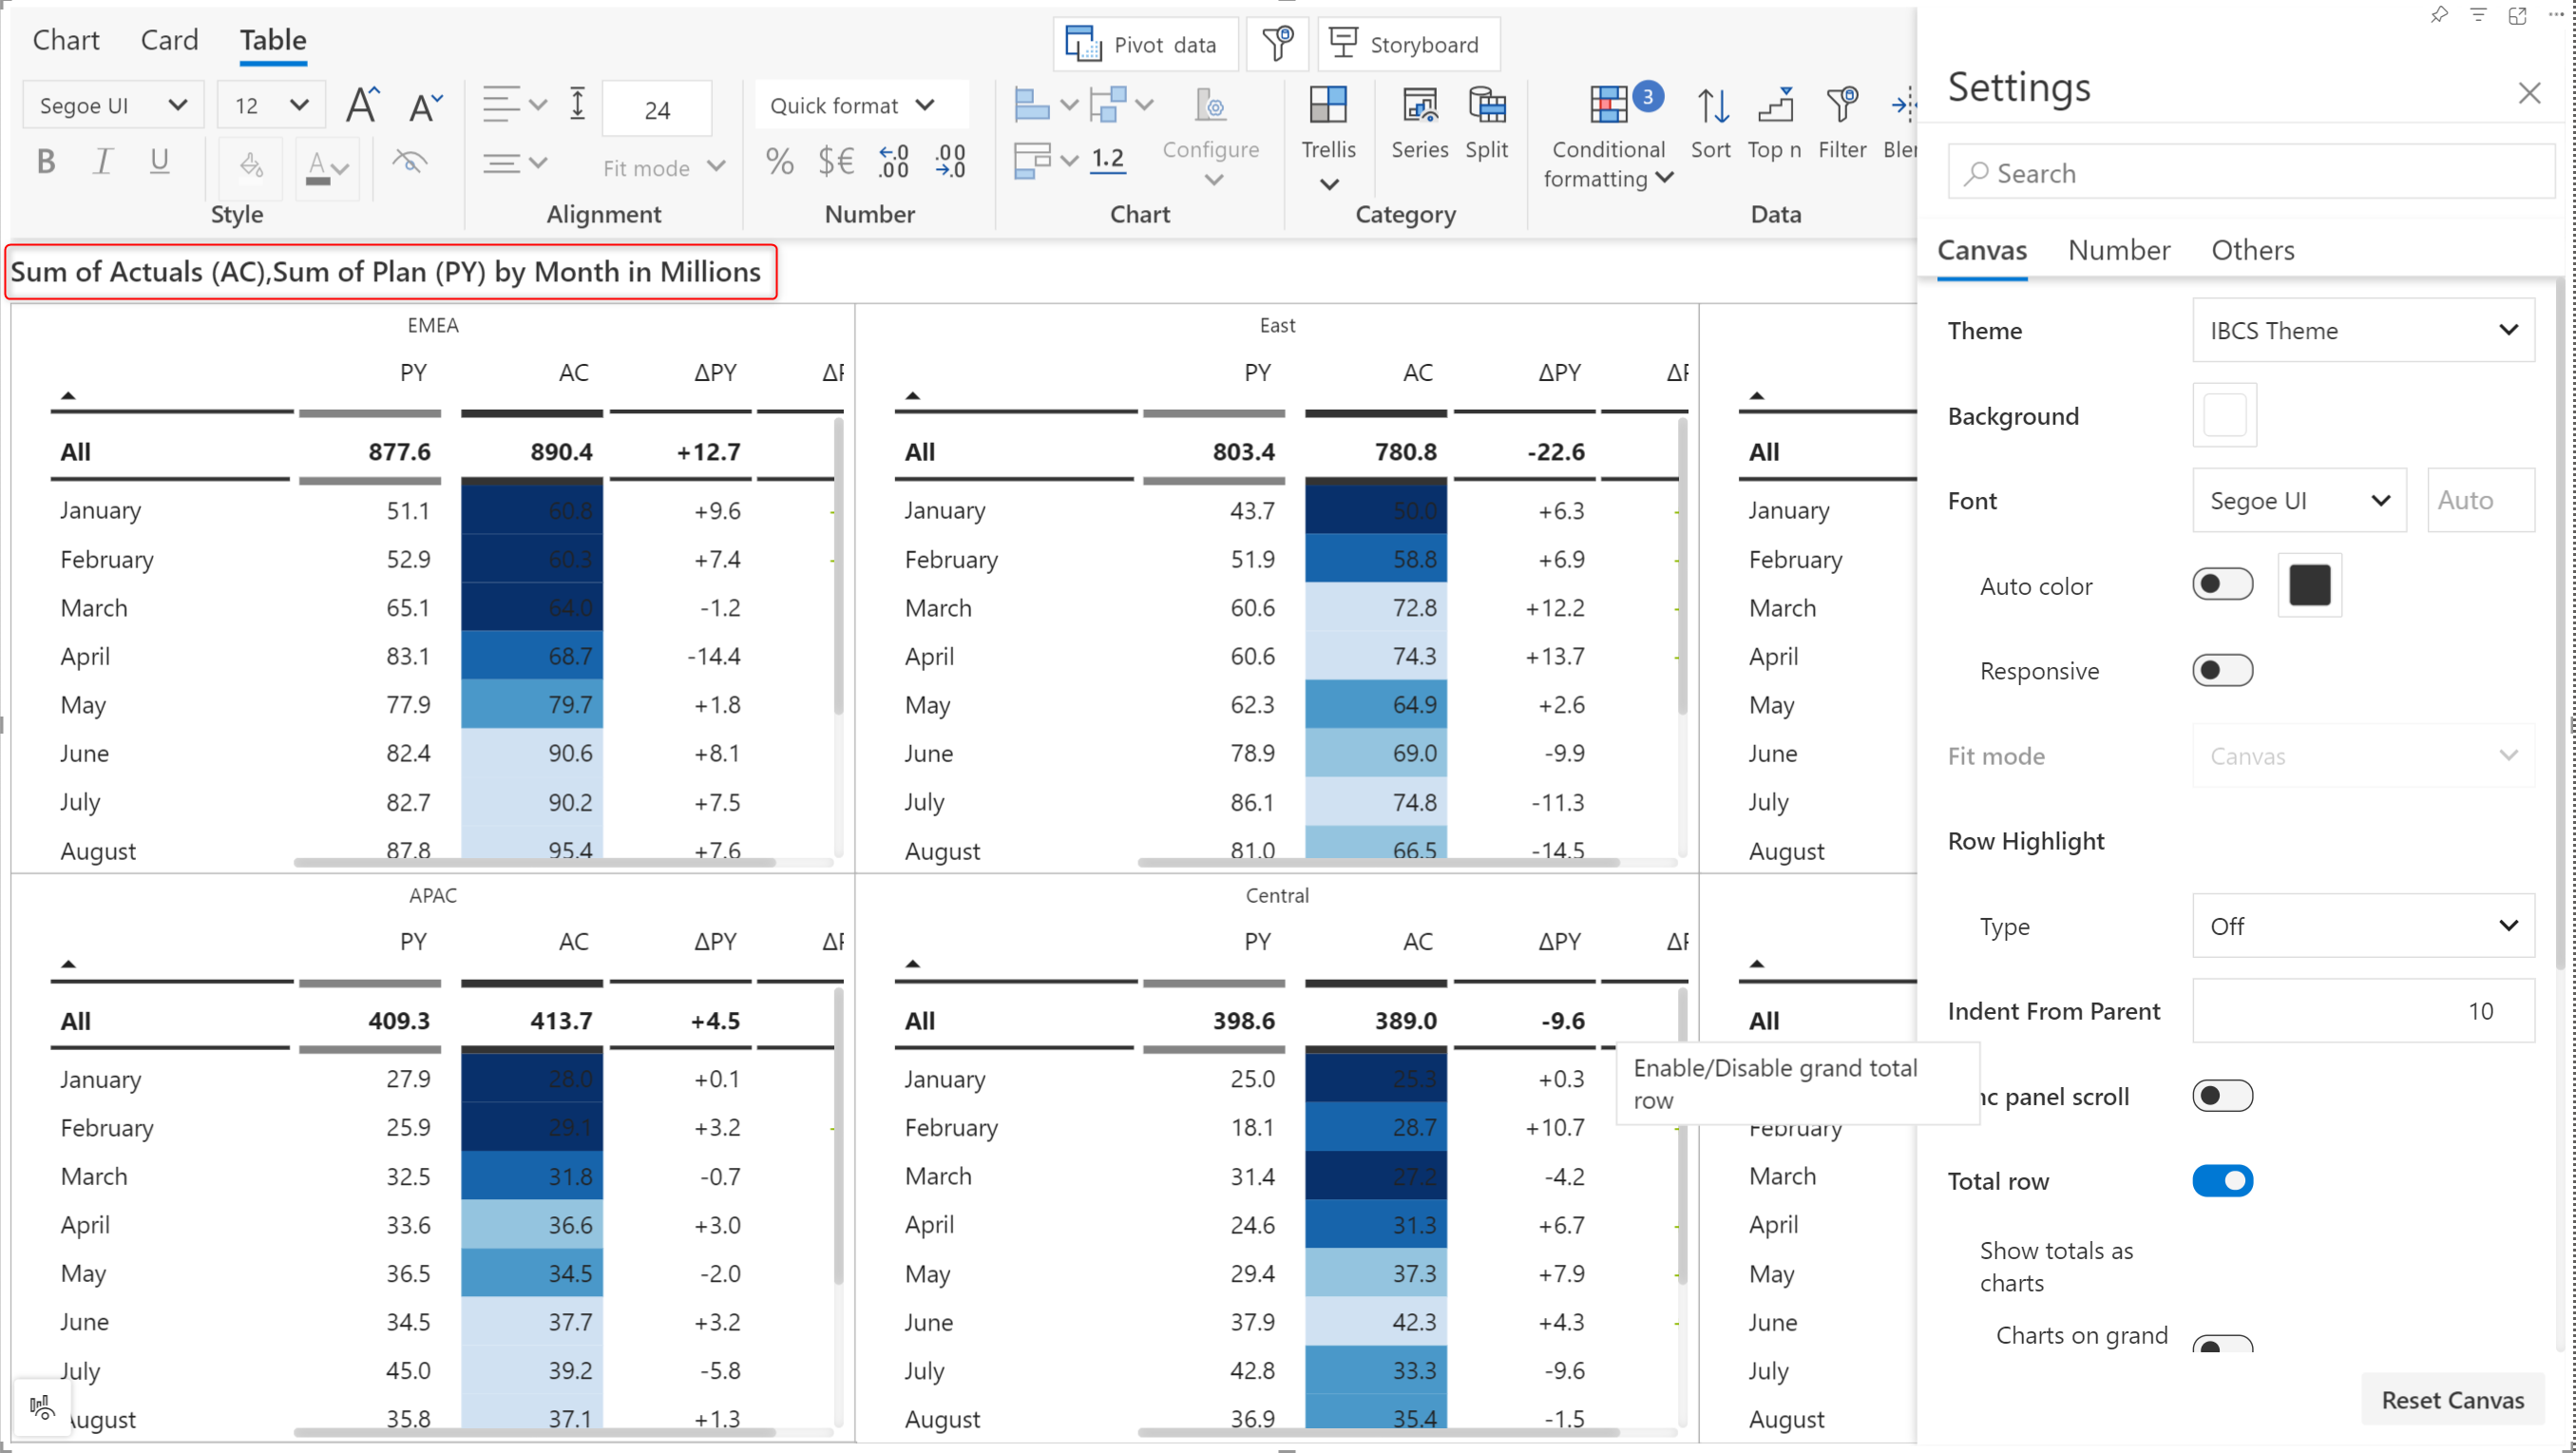 Chart Card Table
Pivot data Storyboard
Segoe UI 12 A A 24 Quick format 3
B I U A Fit mode % $€ 1.2 Configure Trellis Series Split Conditional formatting Sort Top n Filter
Style Alignment Number Chart Category Data
Sum of Actuals (AC),Sum of Plan (PY) by Month in Millions
EMEA
PY AC ΔPY
All 877.6 890.4 +12.7
January 51.1 60.8 +9.6
February 52.9 60.3 +7.4
March 65.1 64.0 -1.2
April 83.1 68.7 -14.4
May 77.9 79.7 +1.8
June 82.4 90.6 +8.1
July 82.7 90.2 +7.5
August 87.8 95.4 +7.6
East
PY AC ΔPY
All 803.4 780.8 -22.6
January 43.7 50.0 +6.3
February 51.9 58.8 +6.9
March 60.6 72.8 +12.2
April 60.6 74.3 +13.7
May 62.3 64.9 +2.6
June 78.9 69.0 -9.9
July 86.1 74.8 -11.3
August 81.0 66.5 -14.5
All
January
February
March
April
May
June
July
August
APAC
PY AC ΔPY
All 409.3 413.7 +4.5
January 27.9 28.0 +0.1
February 25.9 29.1 +3.2
March 32.5 31.8 -0.7
April 33.6 36.6 +3.0
May 36.5 34.5 -2.0
June 34.5 37.7 +3.2
July 45.0 39.2 -5.8
August 35.8 37.1 +1.3
Central
PY AC ΔPY
All 398.6 389.0 -9.6
January 25.0 25.3 +0.3
February 18.1 28.7 +10.7
March 31.4 27.2 -4.2
April 24.6 31.3 +6.7
May 29.4 37.3 +7.9
June 37.9 42.3 +4.3
July 42.8 33.3 -9.6
August 36.9 35.4 -1.5
All
Enable/Disable grand total
row
February
March
April
May
June
July
August
Settings
Search
Canvas Number Others
Theme IBCS Theme
Background
Font Segoe UI Auto
Auto color
Responsive
Fit mode Canvas
Row Highlight
Type Off
Indent From Parent 10
panel scroll
Total row
Show totals as
charts
Charts on grand
Reset Canvas